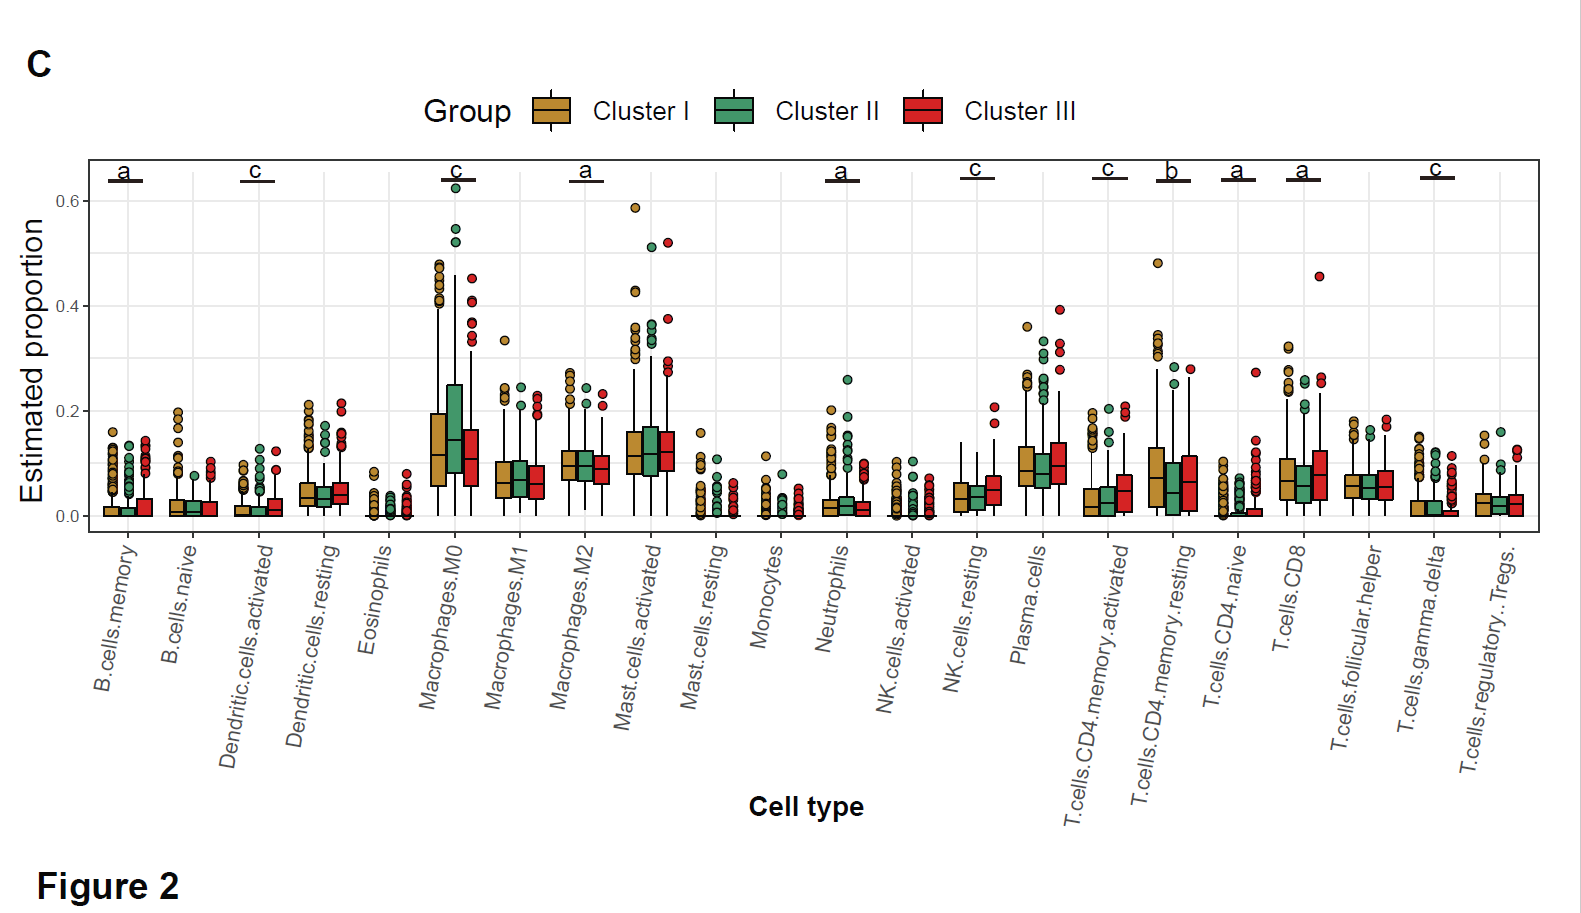 C
Group Cluster I Cluster II Cluster III
a c c a a c c b a a c
Estimated proportion
0.6
0.4
0.2
0.0
B.cells.memory
B.cells.naive
Dendritic.cells.activated
Dendritic.cells.resting
Eosinophils
Macrophages.M0
Macrophages.M1
Macrophages.M2
Mast.cells.activated
Mast.cells.resting
Monocytes
Neutrophils
NK.cells.activated
NK.cells.resting
Plasma.cells
T.cells.CD4.memory.activated
T.cells.CD4.memory.resting
T.cells.CD4.naive
T.cells.CD8
T.cells.follicular.helper
T.cells.gamma.delta
T.cells.regulatory..Tregs.
Cell type
Figure 2